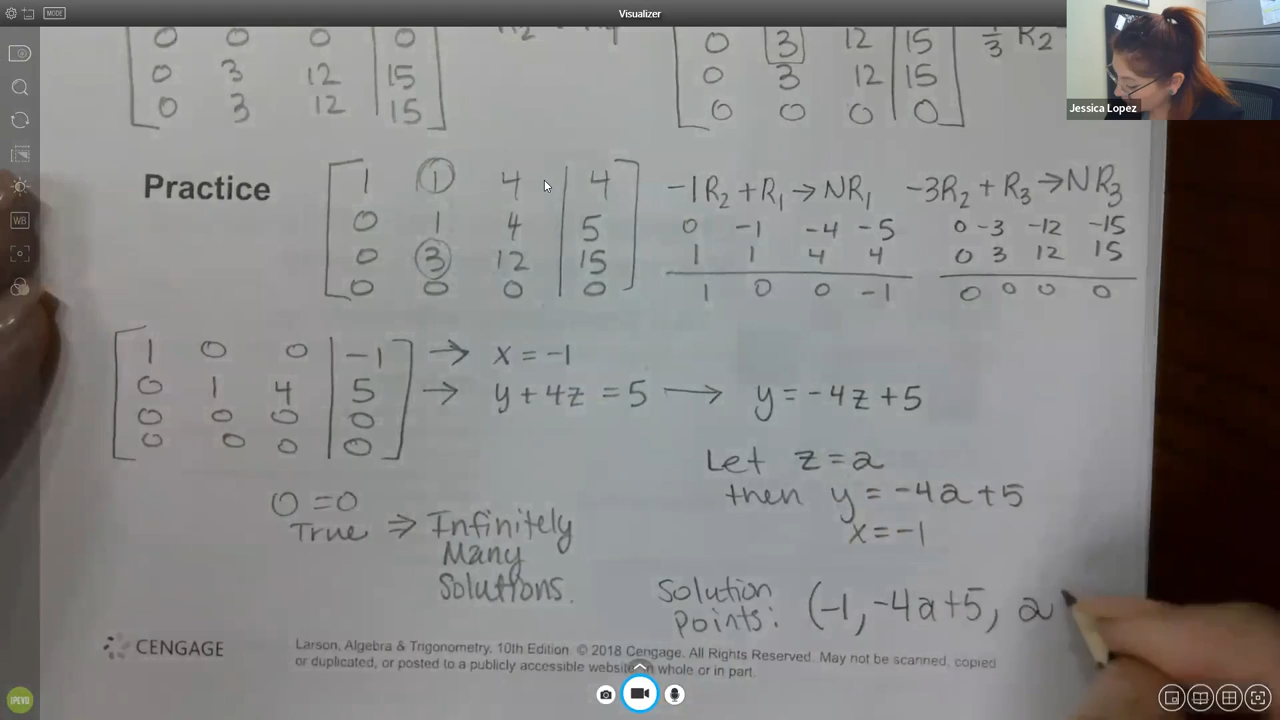 MODE
Visualizer
Jessica Lopez
0 0 0 | 0
0 3 12 | 15
0 3 12 | 15
0 3 12 | 15 1/3 R2
0 3 12 | 15
0 0 0 | 0
Practice
1 1 4 | 4
0 1 4 | 5
0 3 12 | 15
0 0 0 | 0
-1R2 + R1 → NR1
0 -1 -4 -5
1 1 4 4
1 0 0 -1
-3R2 + R3 → NR3
0 -3 -12 -15
0 3 12 15
0 0 0 0
1 0 0 | -1 → x = -1
0 1 4 | 5 → y + 4z = 5 → y = -4z + 5
0 0 0 | 0
0 0 0 | 0
0 = 0
True ⇒ Infinitely
Many
Solutions.
Let z = a
then y = -4a + 5
x = -1
Solution
Points: (-1, -4a+5, a
CENGAGE
Larson, Algebra & Trigonometry, 10th Edition. © 2018 Cengage. All Rights Reserved. May not be scanned, copied
or duplicated, or posted to a publicly accessible website, in whole or in part.
WB
IPEVO